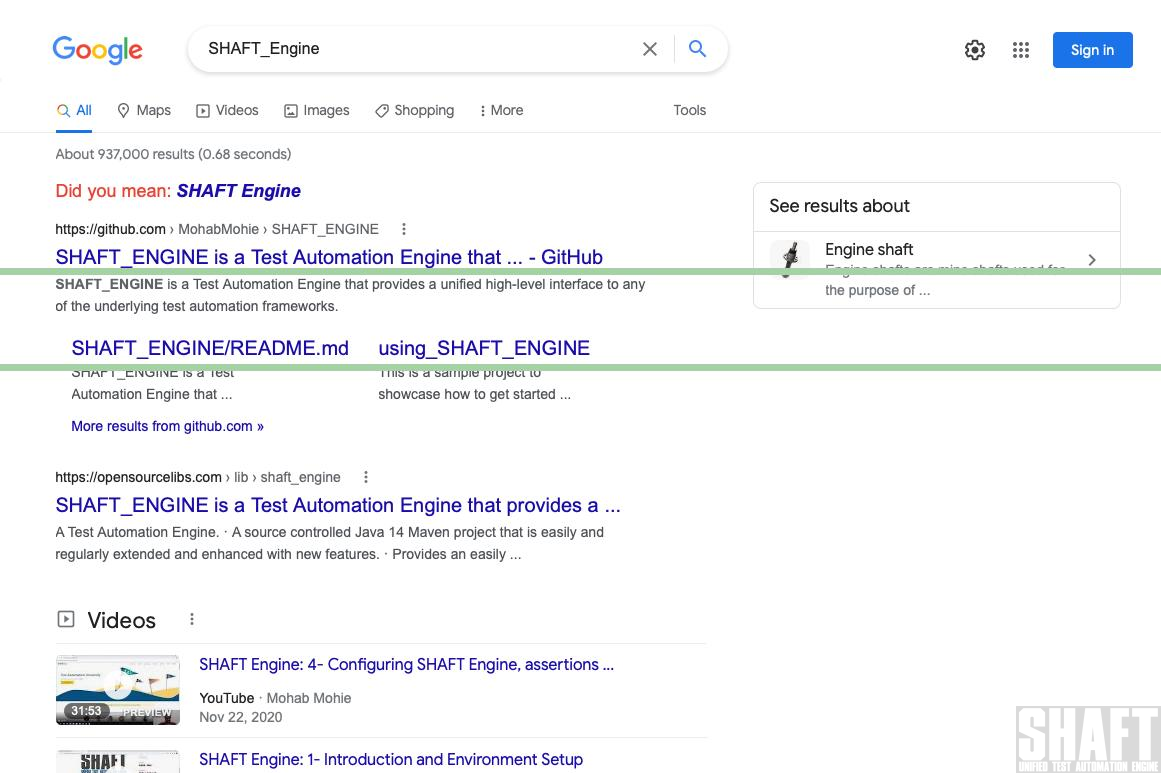 Google
SHAFT_Engine
Sign in
All
Maps
Videos
Images
Shopping
More
Tools
About 937,000 results (0.68 seconds)
Did you mean: SHAFT Engine
https://github.com › MohabMohie › SHAFT_ENGINE
SHAFT_ENGINE is a Test Automation Engine that ... - GitHub
SHAFT_ENGINE is a Test Automation Engine that provides a unified high-level interface to any
of the underlying test automation frameworks.
SHAFT_ENGINE/README.md
SHAFT_ENGINE is a Test
Automation Engine that ...
using_SHAFT_ENGINE
This is a sample project to
showcase how to get started ...
More results from github.com »
https://opensourcelibs.com › lib › shaft_engine
SHAFT_ENGINE is a Test Automation Engine that provides a ...
A Test Automation Engine. · A source controlled Java 14 Maven project that is easily and
regularly extended and enhanced with new features. · Provides an easily ...
Videos
31:53
PREVIEW
SHAFT Engine: 4- Configuring SHAFT Engine, assertions ...
YouTube · Mohab Mohie
Nov 22, 2020
SHAFT
SHAFT Engine: 1- Introduction and Environment Setup
See results about
Engine shaft
Engine shafts are mine shafts used for
the purpose of ...
SHAFT
UNIFIED TEST AUTOMATION ENGINE